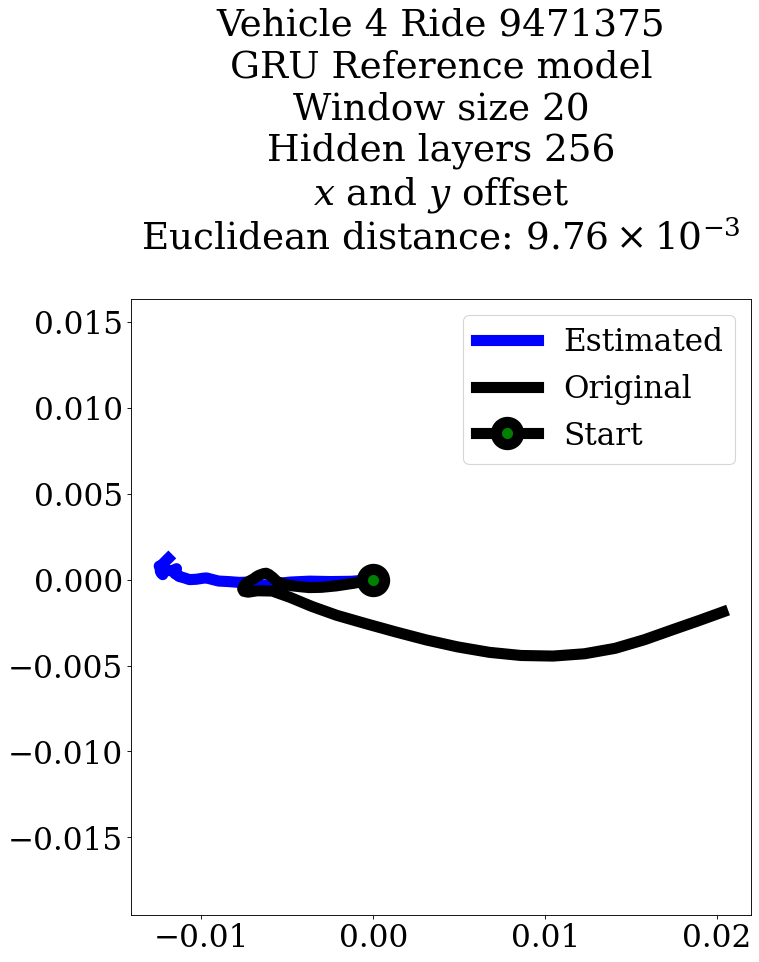 Vehicle 4 Ride 9471375
GRU Reference model
Window size 20
Hidden layers 256
x and y offset
Euclidean distance: 9.76 × 10⁻³
Estimated
Original
Start
0.015
0.010
0.005
0.000
−0.005
−0.010
−0.015
−0.01 0.00 0.01 0.02